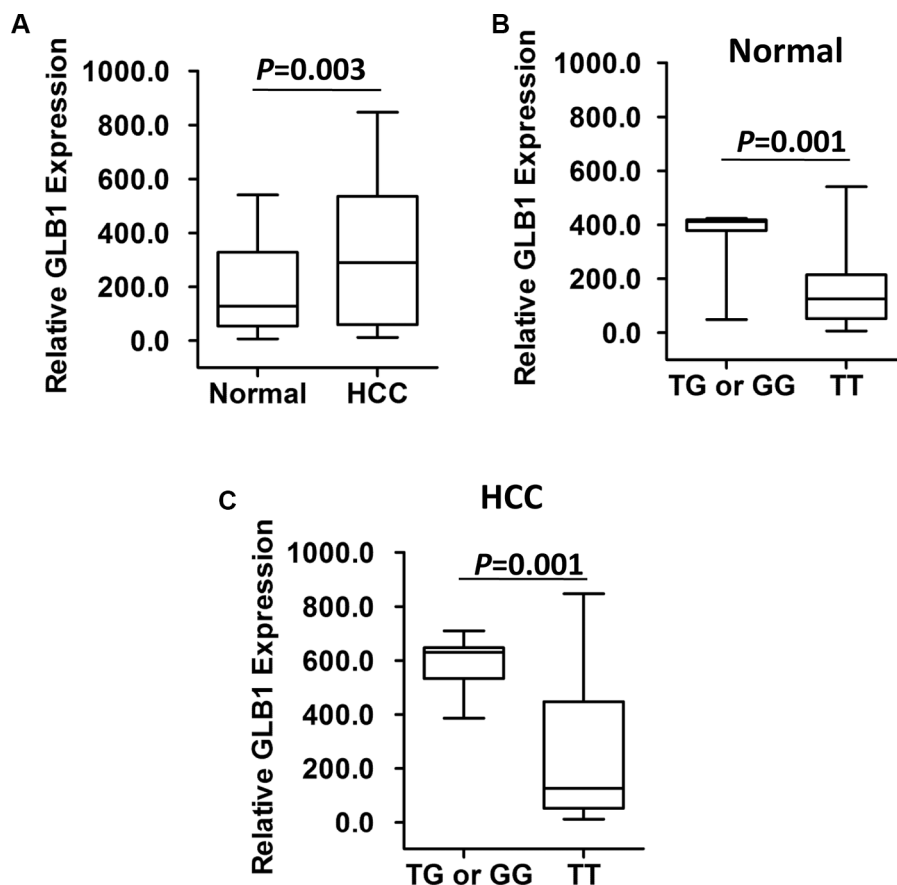 A
Relative GLB1 Expression
1000.0
800.0
600.0
400.0
200.0
0.0
P=0.003
Normal HCC
B
Normal
Relative GLB1 Expression
1000.0
800.0
600.0
400.0
200.0
0.0
P=0.001
TG or GG TT
C
HCC
Relative GLB1 Expression
1000.0
800.0
600.0
400.0
200.0
0.0
P=0.001
TG or GG TT